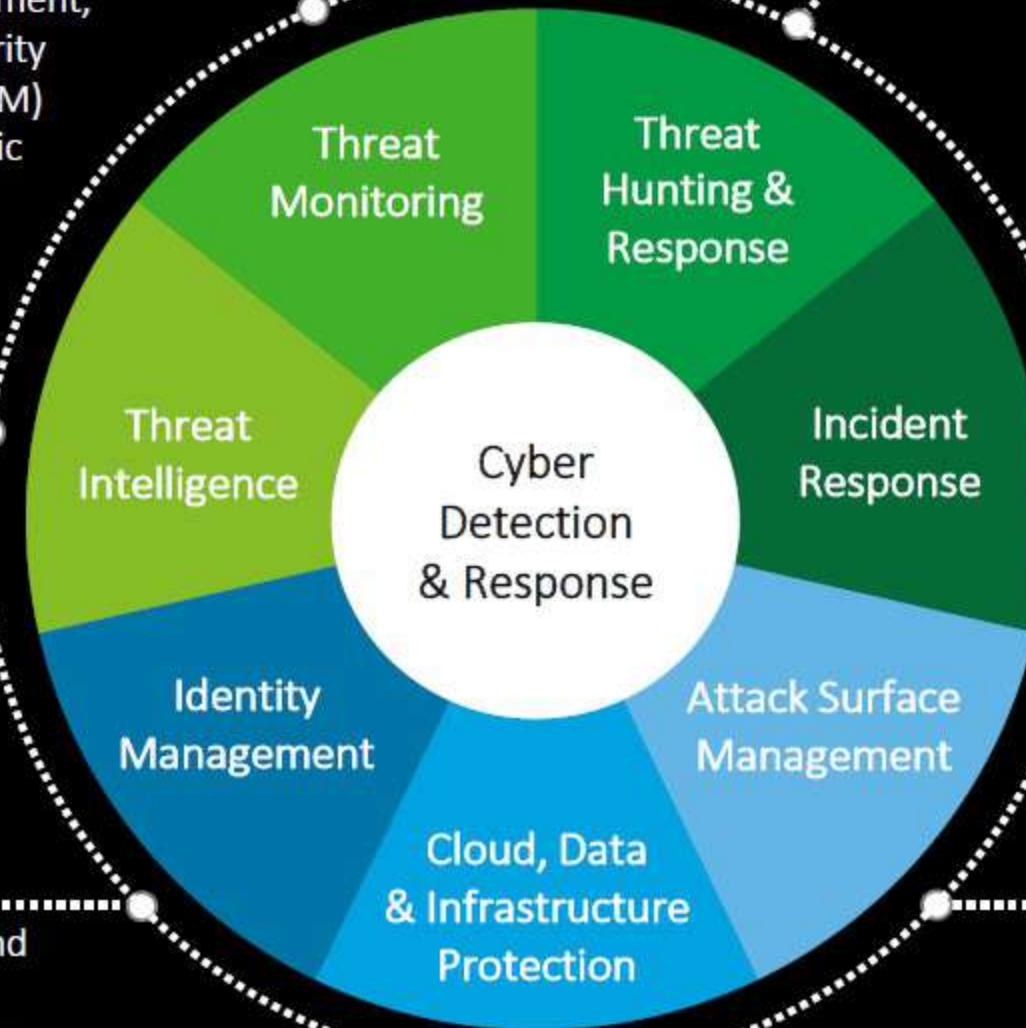 Threat
Monitoring
Threat
Hunting &
Response
Threat
Intelligence
Cyber
Detection
& Response
Incident
Response
Identity
Management
Attack Surface
Management
Cloud, Data
& Infrastructure
Protection